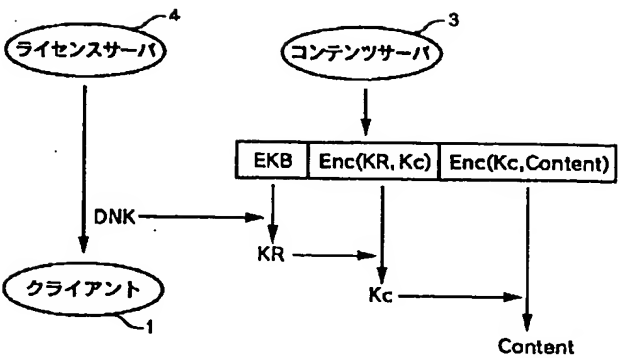 4
ライセンスサーバ
3
コンテンツサーバ
EKB
Enc(KR, Kc)
Enc(Kc,Content)
DNK
KR
クライアント
1
Kc
Content